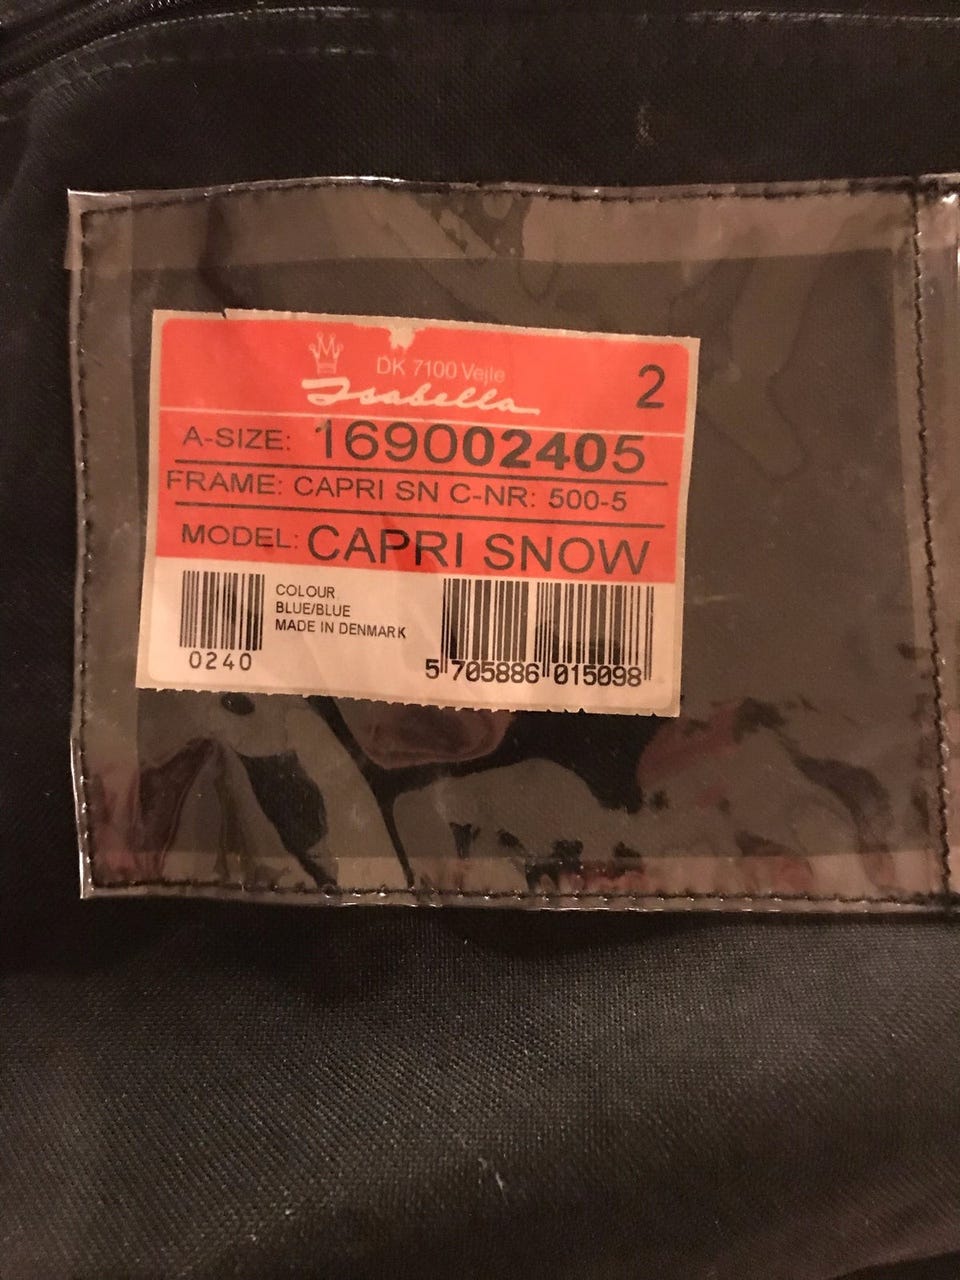 DK 7100 Vejle
Isabella
2
A-SIZE: 169002405
FRAME: CAPRI SN C-NR: 500-5
MODEL: CAPRI SNOW
COLOUR
BLUE/BLUE
MADE IN DENMARK
0240
5 705886 015098